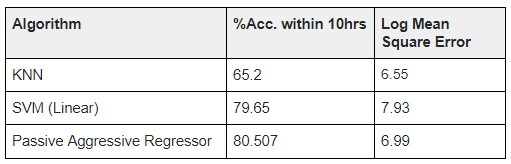 Algorithm %Acc. within 10hrs Log Mean
Square Error
KNN 65.2 6.55
SVM (Linear) 79.65 7.93
Passive Aggressive Regressor 80.507 6.99